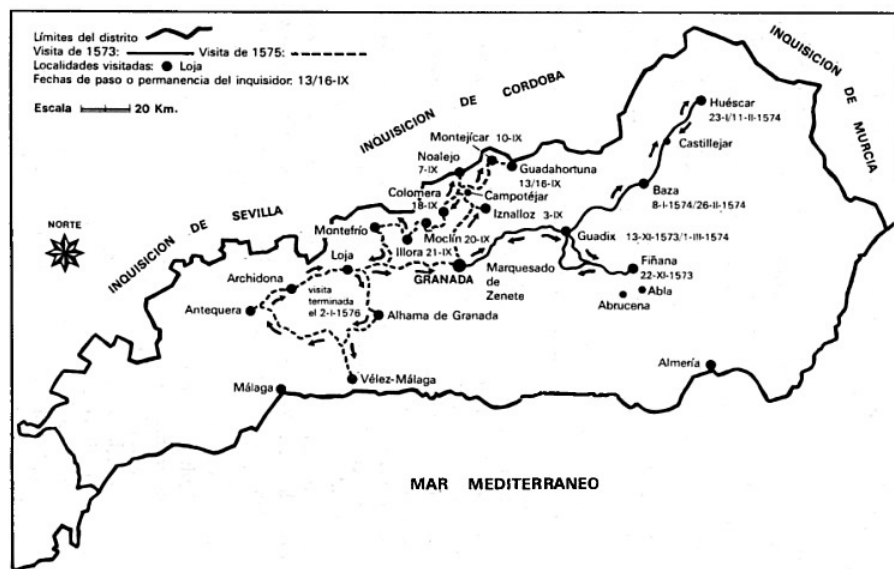 Límites del distrito
Visita de 1573: Visita de 1575:
Localidades visitadas: Loja
Fechas de paso o permanencia del inquisidor: 13/16-IX
Escala 20 Km.
INQUISICION DE CORDOBA
INQUISICION DE MURCIA
INQUISICION DE SEVILLA
NORTE
Huéscar
23-I/11-II-1574
Castillejar
Montejícar 10-IX
Noalejo
7-IX
Guadahortuna
13/16-IX
Colomera
18-IX
Campotéjar
Iznalloz 3-IX
Baza
8-I-1574/26-II-1574
Montefrío
Moclín 20-IX
Illora 21-IX
Guadix 13-XI-1573/1-III-1574
Loja
GRANADA
Marquesado
de
Zenete
Fiñana
22-XI-1573
Abla
Abrucena
Archidona
visita
terminada
el 2-I-1576
Antequera
Alhama de Granada
Almería
Málaga
Vélez-Málaga
MAR MEDITERRANEO